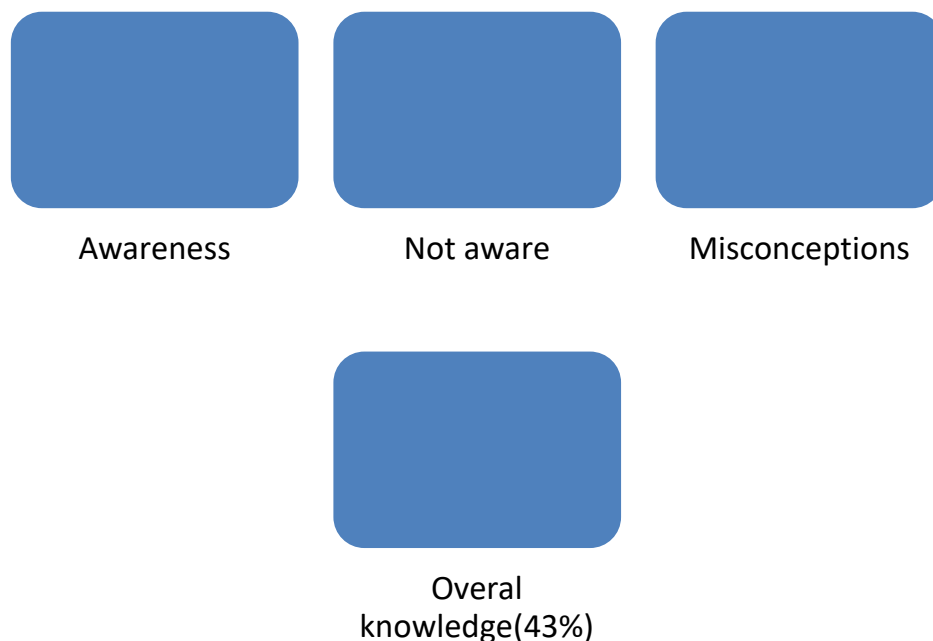 Awareness
Not aware
Misconceptions
Overal
knowledge(43%)